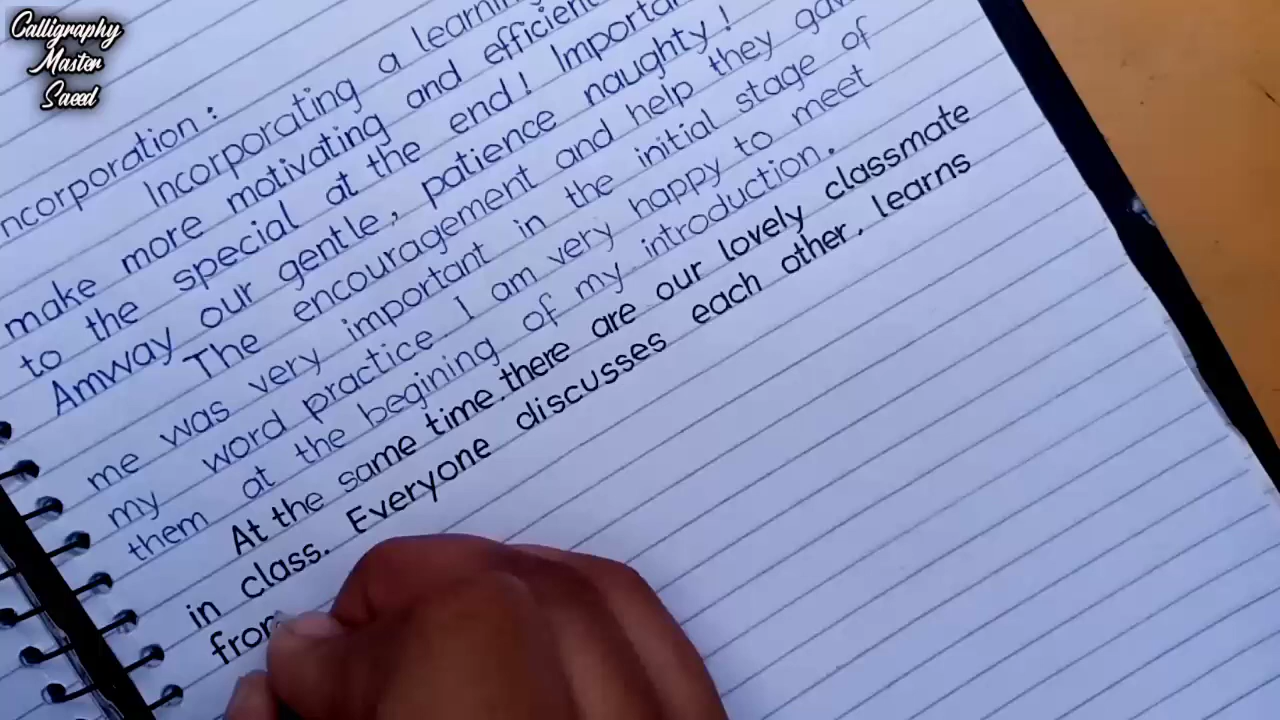 Calligraphy
Master
Saeed
ncorporation :
Incorporating a learnin
make more motivating and efficient
to the special at the end! Importa
Amway our gentle, patience naughty!
The encouragement and help they gav
me was very important in the initial stage of
my word practice. I am very happy to meet
them at the begining of my introduction.
At the same time. there are our lovely classmate
in class. Everyone discusses each other. learns
from